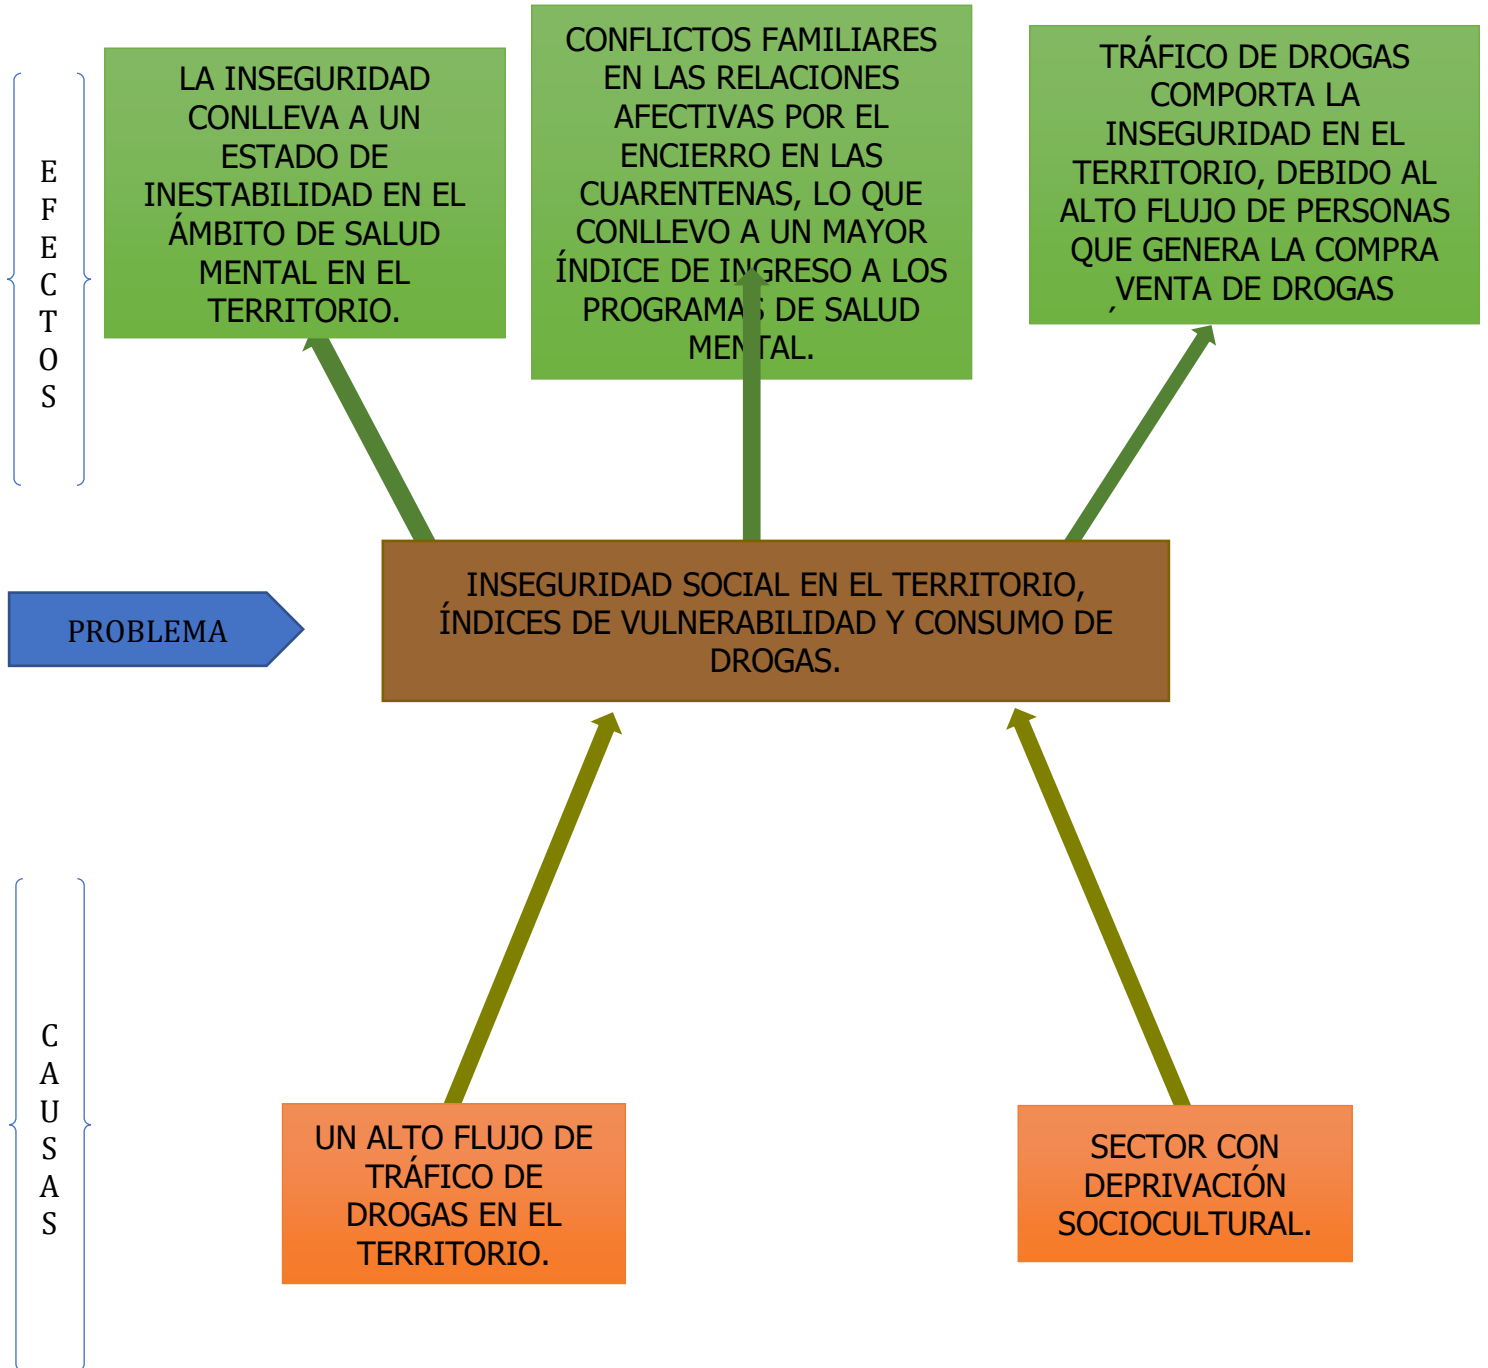 E
F
E
C
T
O
S
LA INSEGURIDAD
CONLLEVA A UN
ESTADO DE
INESTABILIDAD EN EL
ÁMBITO DE SALUD
MENTAL EN EL
TERRITORIO.
CONFLICTOS FAMILIARES
EN LAS RELACIONES
AFECTIVAS POR EL
ENCIERRO EN LAS
CUARENTENAS, LO QUE
CONLLEVO A UN MAYOR
ÍNDICE DE INGRESO A LOS
PROGRAMAS DE SALUD
MENTAL.
TRÁFICO DE DROGAS
COMPORTA LA
INSEGURIDAD EN EL
TERRITORIO, DEBIDO AL
ALTO FLUJO DE PERSONAS
QUE GENERA LA COMPRA
VENTA DE DROGAS
PROBLEMA
INSEGURIDAD SOCIAL EN EL TERRITORIO,
ÍNDICES DE VULNERABILIDAD Y CONSUMO DE
DROGAS.
C
A
U
S
A
S
UN ALTO FLUJO DE
TRÁFICO DE
DROGAS EN EL
TERRITORIO.
SECTOR CON
DEPRIVACIÓN
SOCIOCULTURAL.